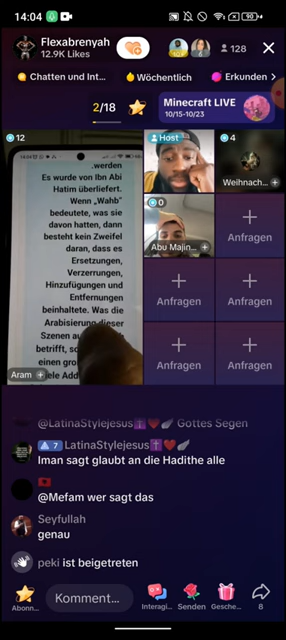 14:04
90
Flexabrenyah
12.9K Likes
128
Chatten und Int...
Wöchentlich
Erkunden
2/18
Minecraft LIVE
10/15-10/23
12
.werden
Es wurde von Ibn Abi
Hatim überliefert.
Wenn „Wahb"
bedeutete, was sie
davon hatten, dann
besteht kein Zweifel
daran, dass es
Ersetzungen,
Verzerrungen,
Hinzufügungen und
Entfernungen
beinhaltete. Was die
Arabisierung dieser
Szenen
betrifft,
einen
Aram
Host
4
Weihnach...
0
Abu Majin...
Anfragen
Anfragen
Anfragen
Anfragen
Anfragen
Anfragen
@LatinaStylejesus Gottes Segen
7 LatinaStylejesus
Iman sagt glaubt an die Hadithe alle
@Mefam wer sagt das
Seyfullah
genau
peki ist beigetreten
Kommentar...
Abonn...
Interagi...
Senden
Gesche...
8